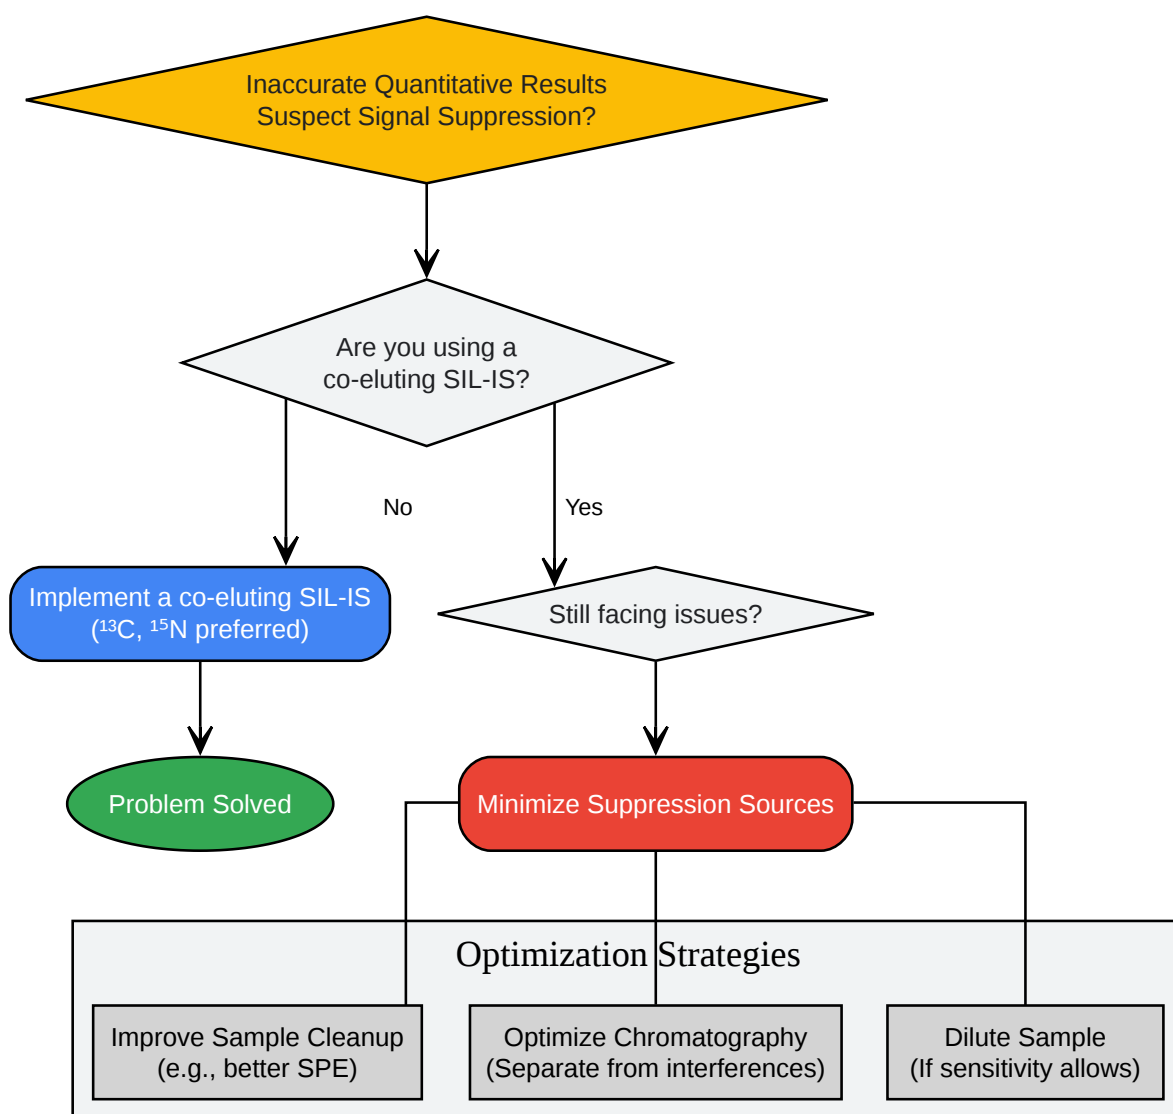 Inaccurate Quantitative Results
Suspect Signal Suppression?
Are you using a
co-eluting SIL-IS?
No
Yes
Implement a co-eluting SIL-IS
(¹³C, ¹⁵N preferred)
Still facing issues?
Problem Solved
Minimize Suppression Sources
Optimization Strategies
Improve Sample Cleanup
(e.g., better SPE)
Optimize Chromatography
(Separate from interferences)
Dilute Sample
(If sensitivity allows)